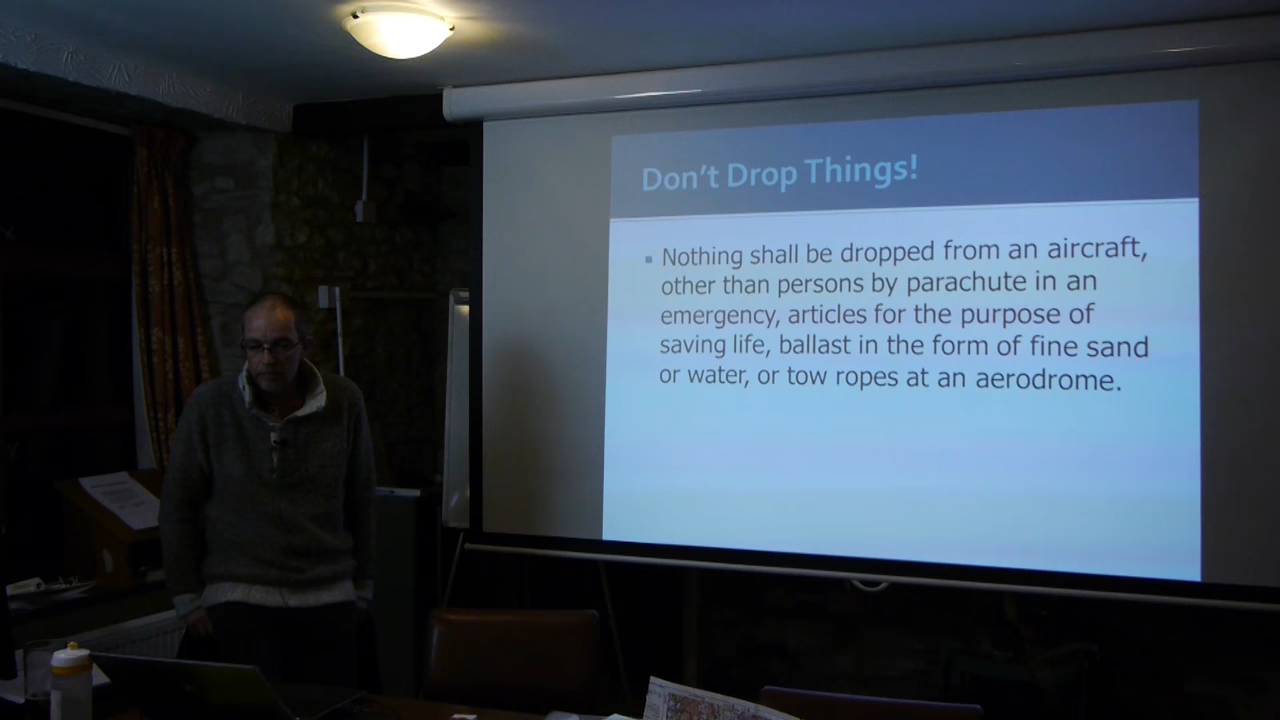 Don't Drop Things!
▪ Nothing shall be dropped from an aircraft,
other than persons by parachute in an
emergency, articles for the purpose of
saving life, ballast in the form of fine sand
or water, or tow ropes at an aerodrome.